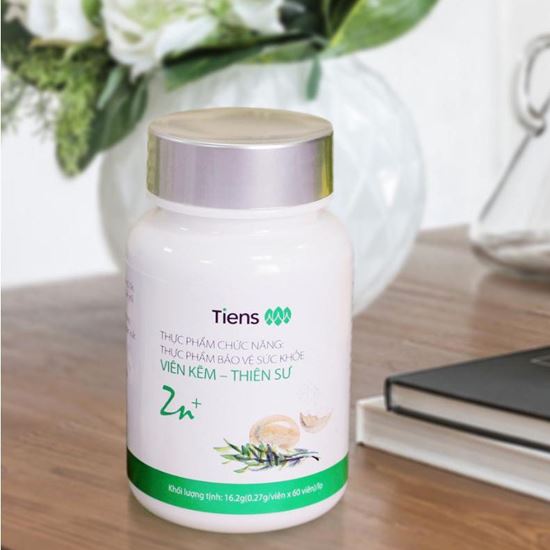 Tiens
THỰC PHẨM CHỨC NĂNG:
THỰC PHẨM BẢO VỆ SỨC KHỎE
VIÊN KẼM – THIÊN SƯ
Zn+
Khối lượng tịnh: 16.2g(0.27g/viên x 60 viên)/lọ